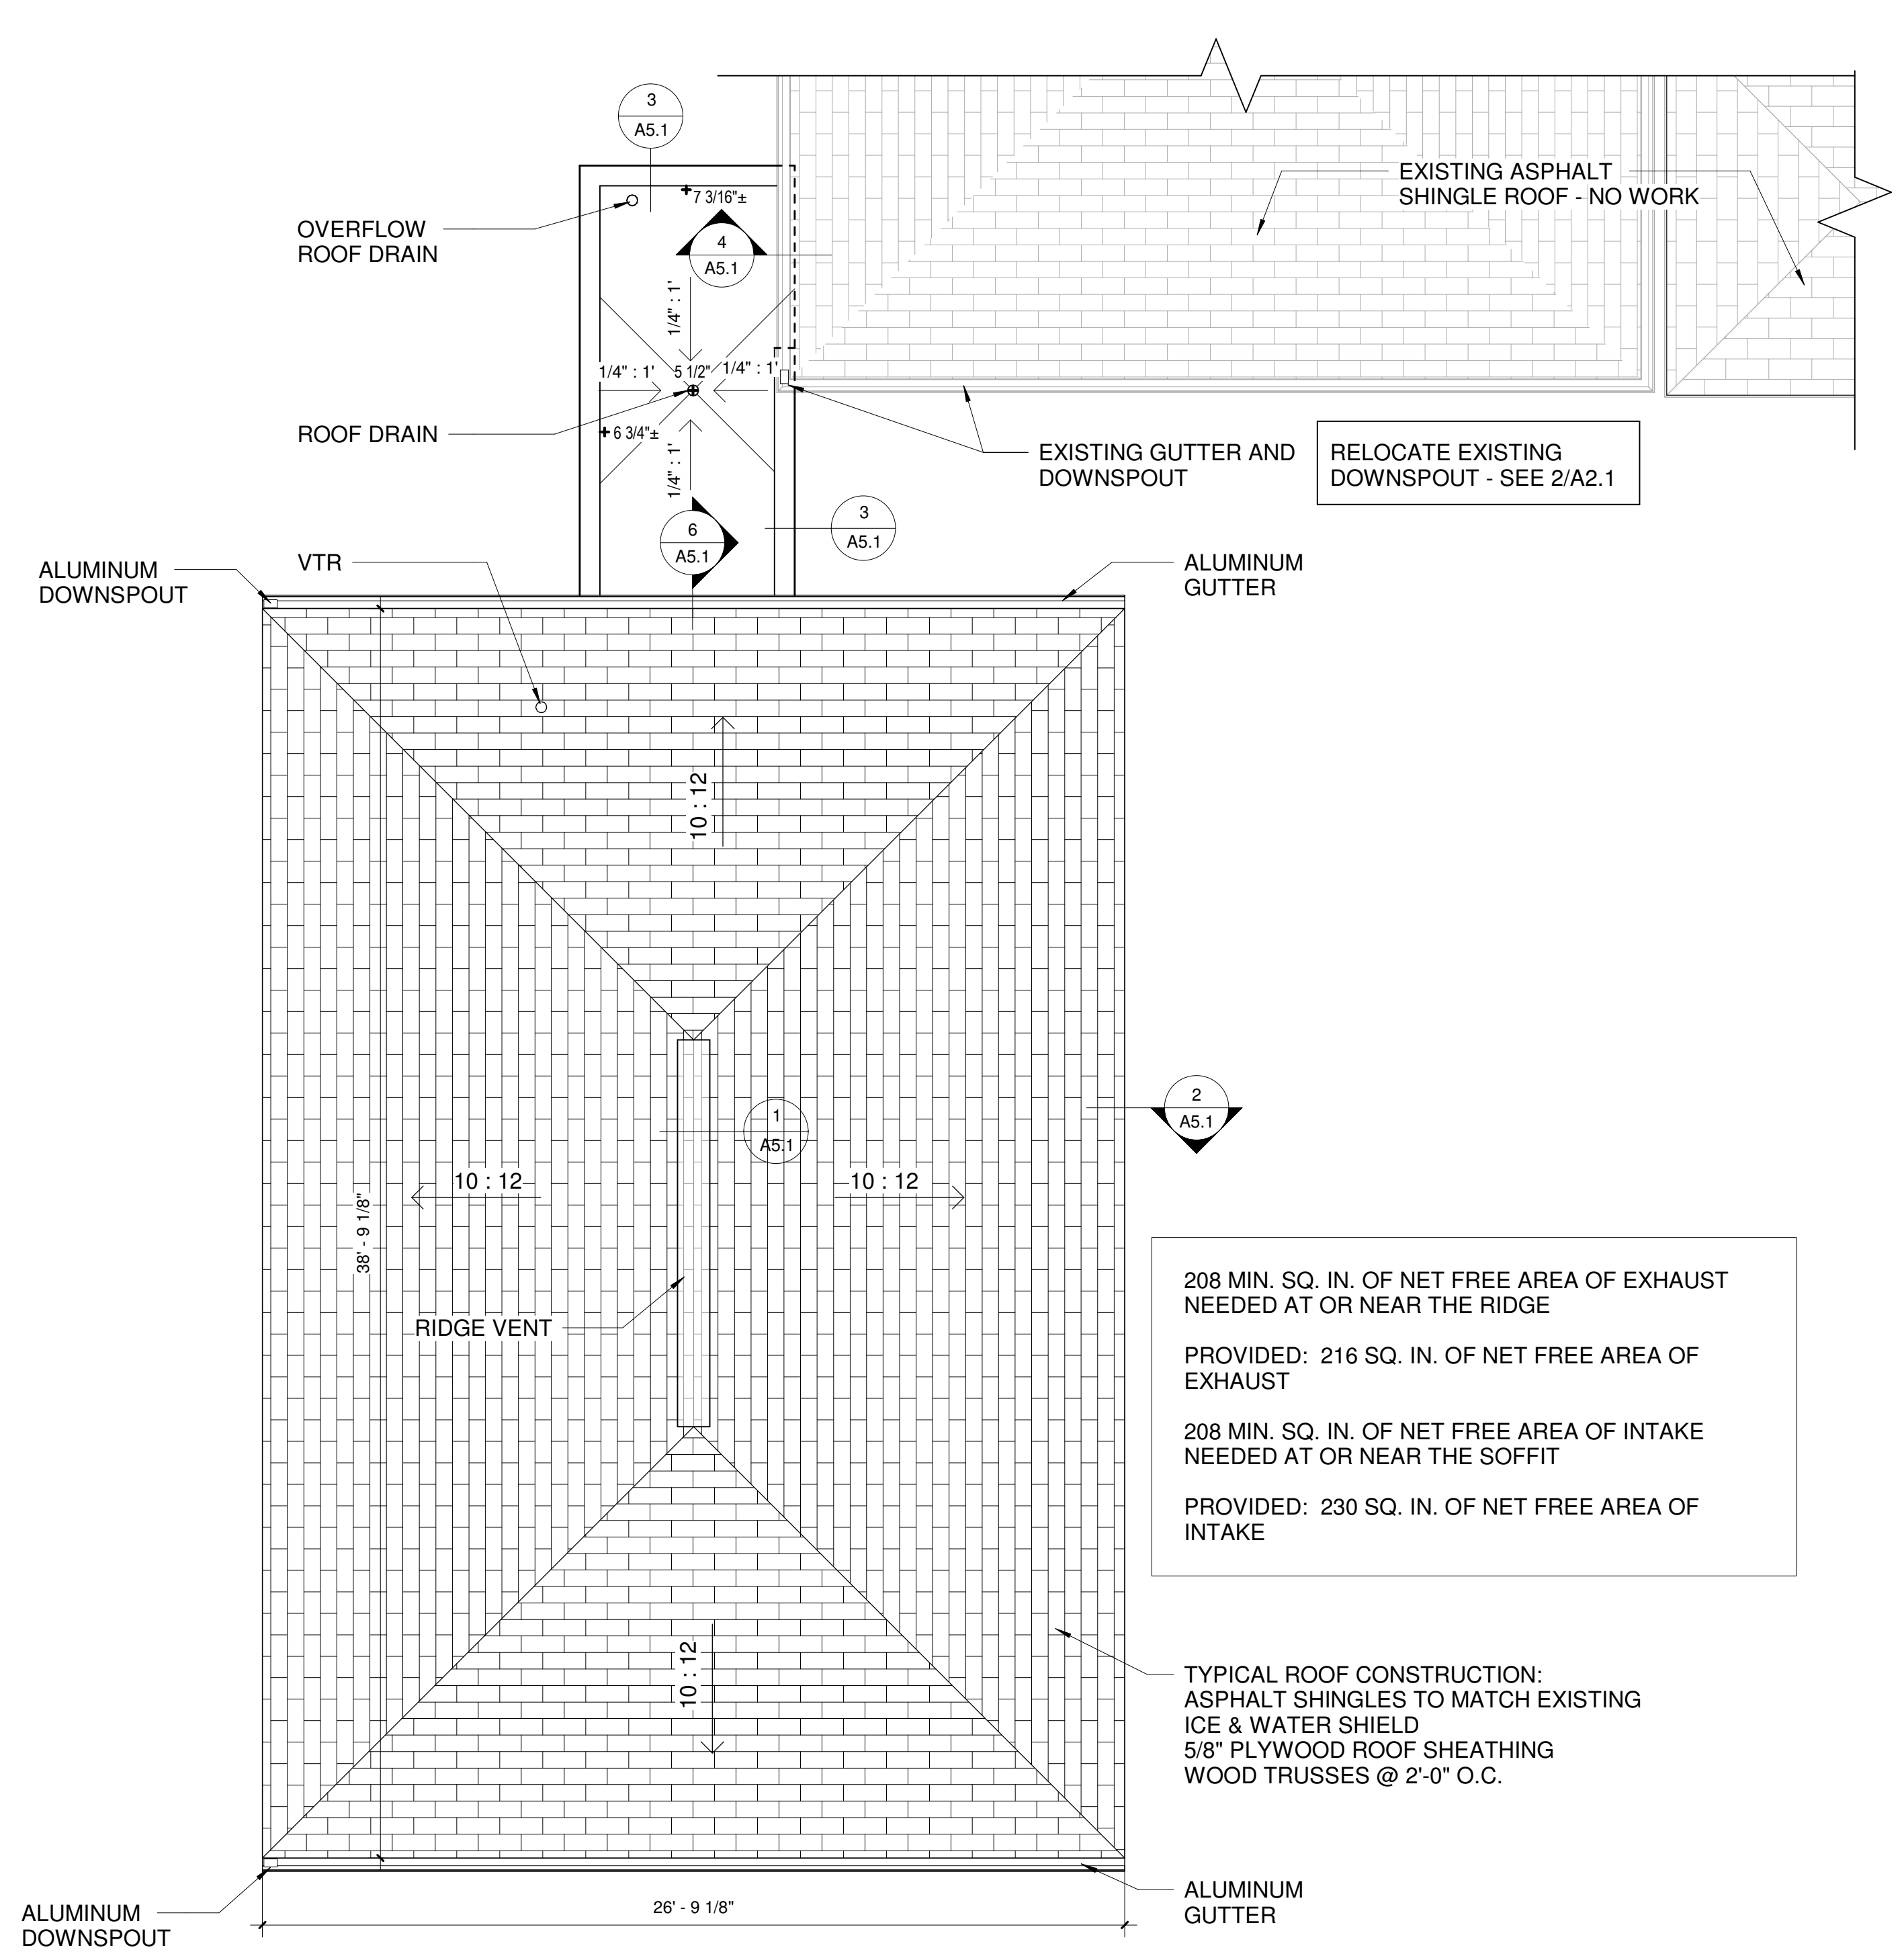 3
A5.1
EXISTING ASPHALT
SHINGLE ROOF - NO WORK
7 3/16"±
OVERFLOW
ROOF DRAIN
4
A5.1
1/4" : 1'
1/4" : 1'
5 1/2"
1/4" : 1'
ROOF DRAIN
6 3/4"±
1/4" : 1'
EXISTING GUTTER AND
DOWNSPOUT
RELOCATE EXISTING
DOWNSPOUT - SEE 2/A2.1
3
A5.1
6
A5.1
VTR
ALUMINUM
DOWNSPOUT
ALUMINUM
GUTTER
10 : 12
1
A5.1
2
A5.1
10 : 12
10 : 12
38' - 9 1/8"
RIDGE VENT
208 MIN. SQ. IN. OF NET FREE AREA OF EXHAUST
NEEDED AT OR NEAR THE RIDGE
PROVIDED:  216 SQ. IN. OF NET FREE AREA OF
EXHAUST
208 MIN. SQ. IN. OF NET FREE AREA OF INTAKE
NEEDED AT OR NEAR THE SOFFIT
PROVIDED:  230 SQ. IN. OF NET FREE AREA OF
INTAKE
10 : 12
TYPICAL ROOF CONSTRUCTION:
ASPHALT SHINGLES TO MATCH EXISTING
ICE & WATER SHIELD
5/8" PLYWOOD ROOF SHEATHING
WOOD TRUSSES @ 2'-0" O.C.
ALUMINUM
DOWNSPOUT
26' - 9 1/8"
ALUMINUM
GUTTER